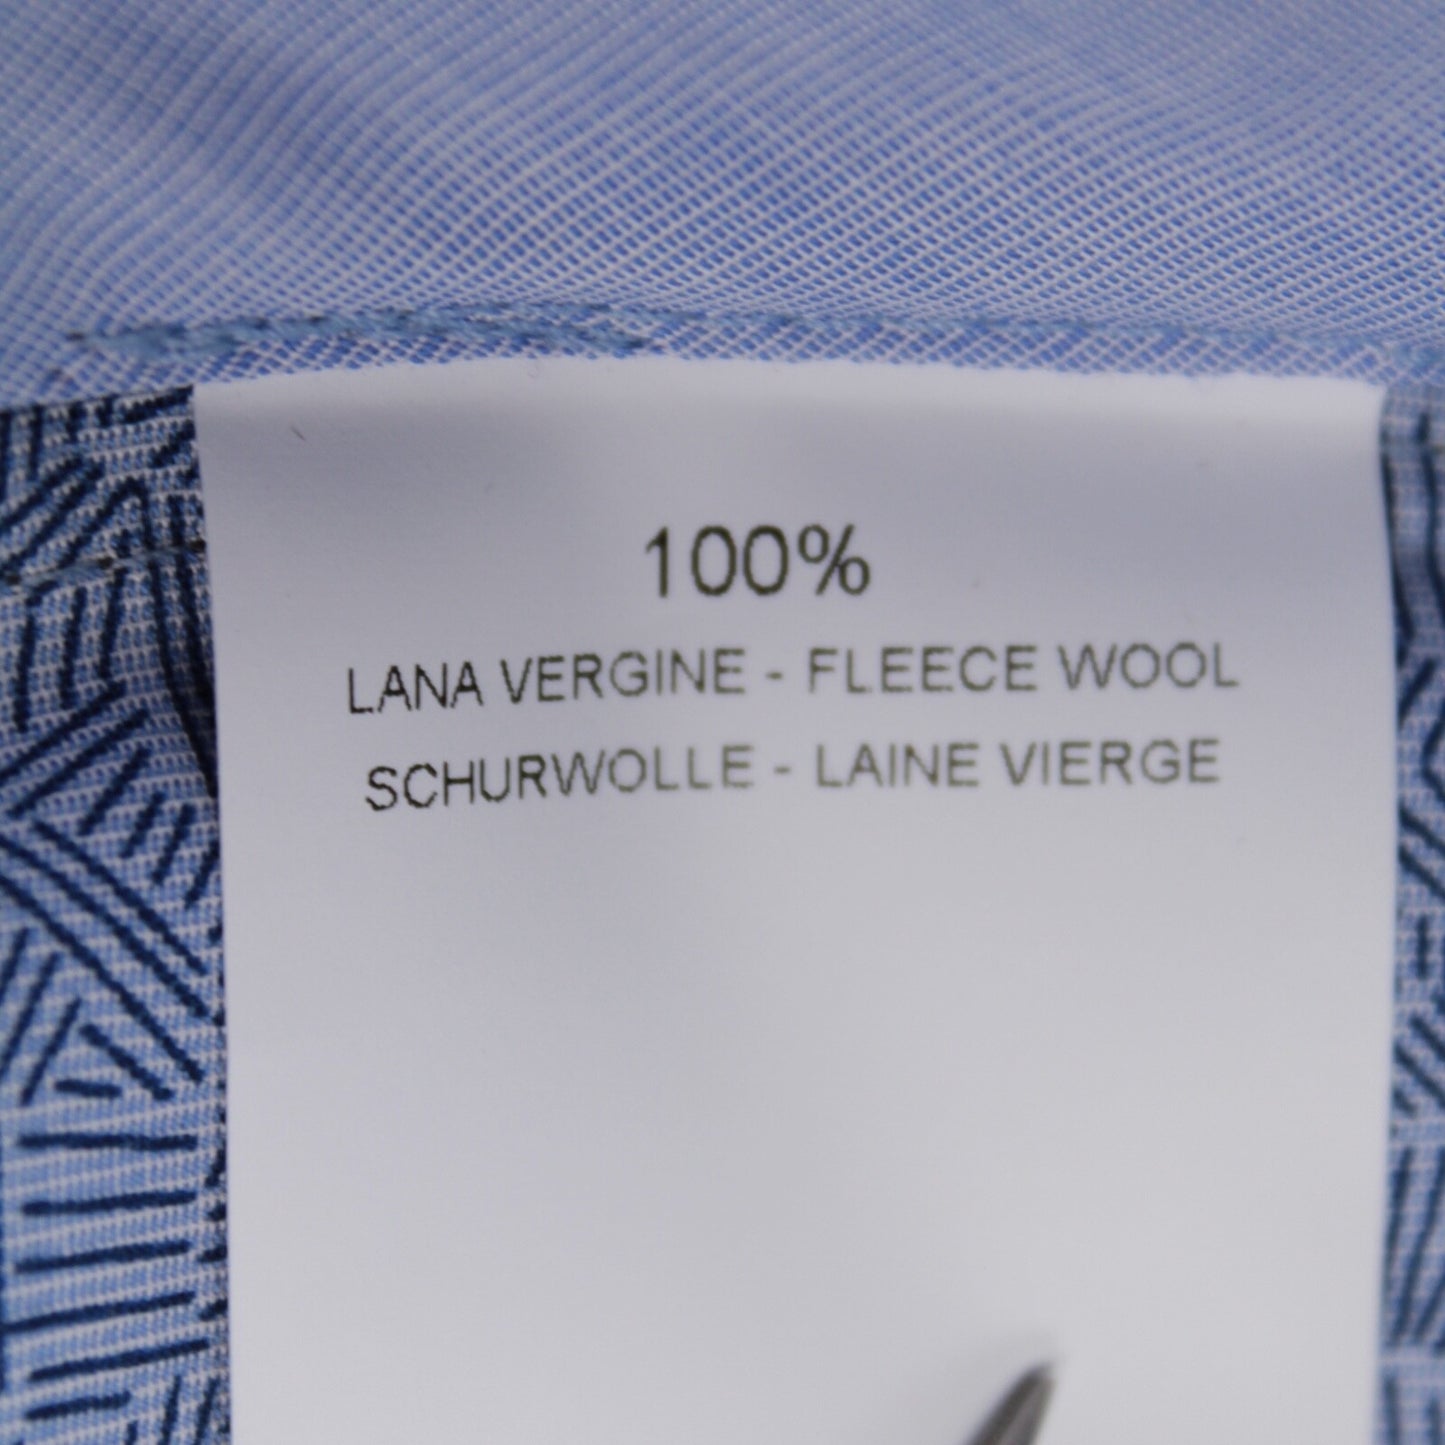 100%
LANA VERGINE - FLEECE WOOL
SCHURWOLLE - LAINE VIERGE